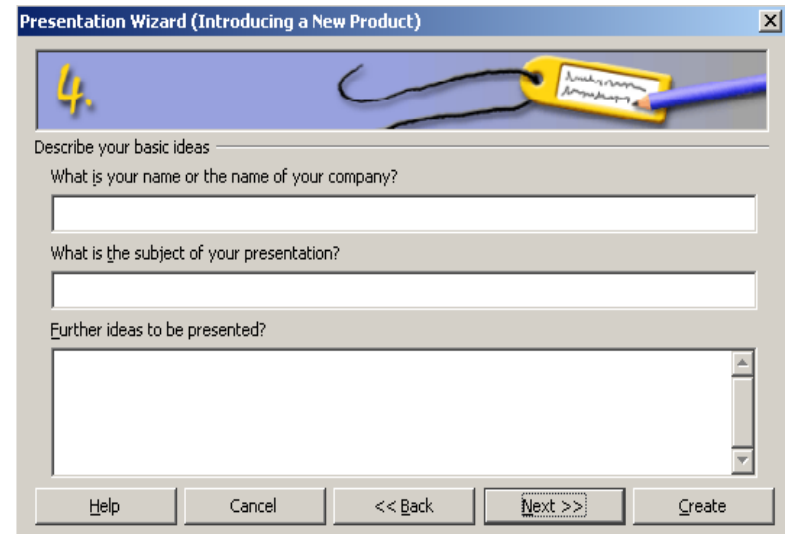 Presentation Wizard (Introducing a New Product)
4.
Describe your basic ideas
What is your name or the name of your company?
What is the subject of your presentation?
Further ideas to be presented?
Help Cancel << Back Next >> Create